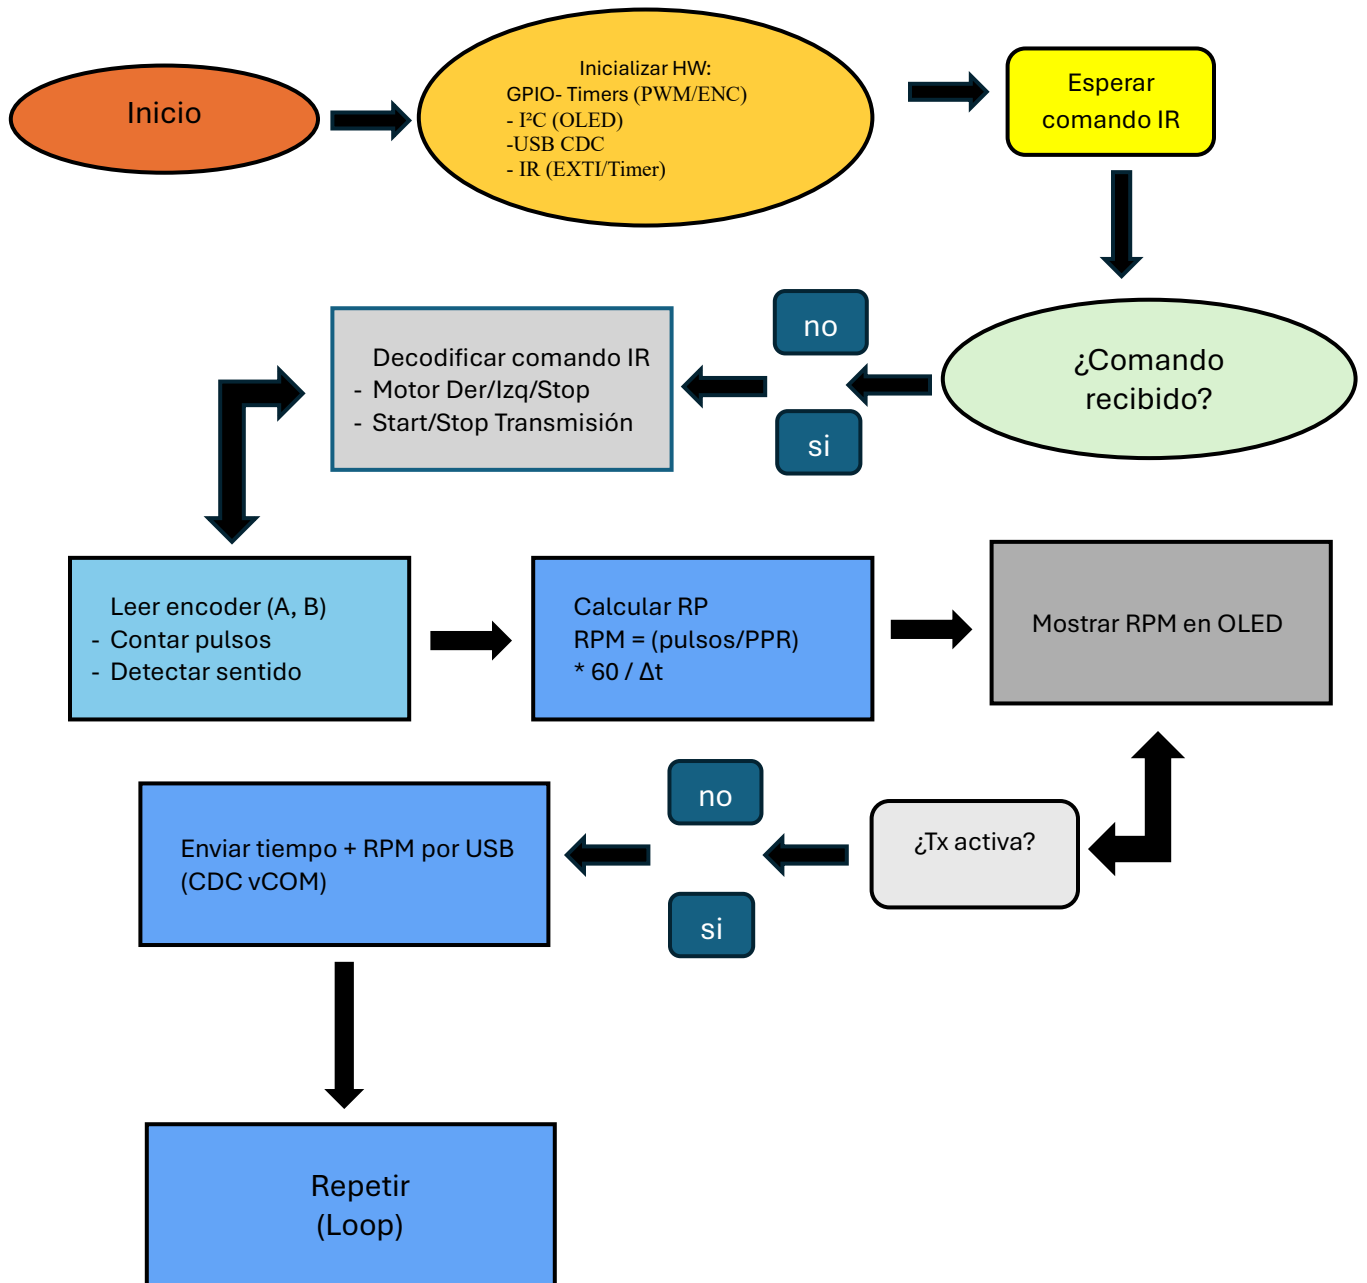 Inicio
Inicializar HW:
GPIO- Timers (PWM/ENC)
- I²C (OLED)
-USB CDC
- IR (EXTI/Timer)
Esperar
comando IR
¿Comando
recibido?
no
si
Decodificar comando IR
- Motor Der/Izq/Stop
- Start/Stop Transmisión
Leer encoder (A, B)
- Contar pulsos
- Detectar sentido
Calcular RP
RPM = (pulsos/PPR)
* 60 / Δt
Mostrar RPM en OLED
¿Tx activa?
no
si
Enviar tiempo + RPM por USB
(CDC vCOM)
Repetir
(Loop)